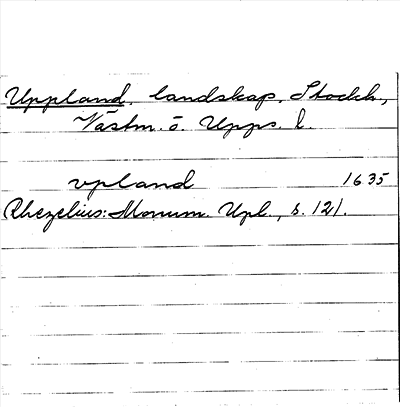 Uppland, landskap, Stockh.,
Västm. o. Upps. l.
vpland 1635
Rhezelius: Monum. Upl., s. 121.